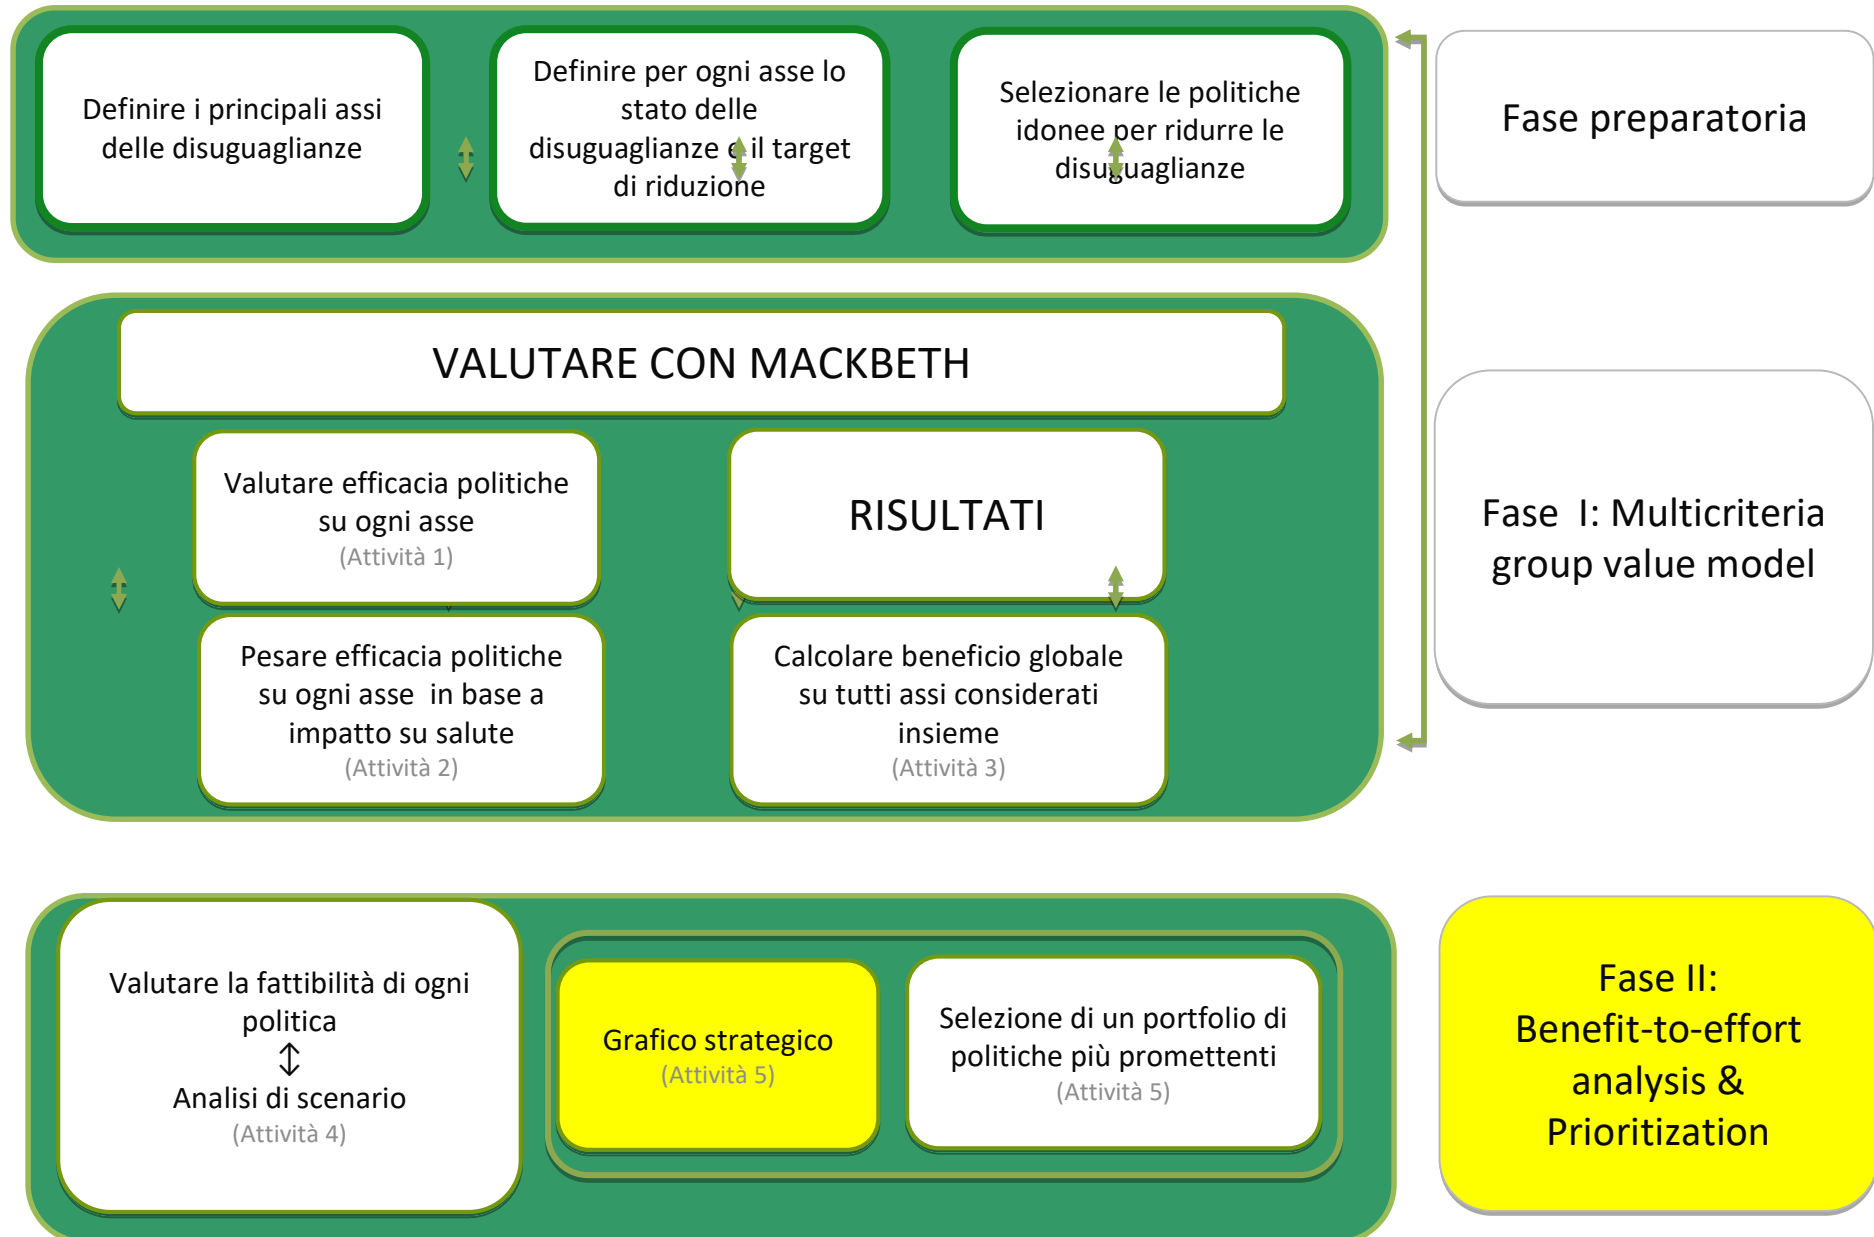 Definire i principali assi
delle disuguaglianze
Definire per ogni asse lo
stato delle
disuguaglianze e il target
di riduzione
Selezionare le politiche
idonee per ridurre le
disuguaglianze
Fase preparatoria
VALUTARE CON MACKBETH
Valutare efficacia politiche
su ogni asse
(Attività 1)
RISULTATI
Pesare efficacia politiche
su ogni asse in base a
impatto su salute
(Attività 2)
Calcolare beneficio globale
su tutti assi considerati
insieme
(Attività 3)
Fase I: Multicriteria
group value model
Valutare la fattibilità di ogni
politica
↕
Analisi di scenario
(Attività 4)
Grafico strategico
(Attività 5)
Selezione di un portfolio di
politiche più promettenti
(Attività 5)
Fase II:
Benefit-to-effort
analysis &
Prioritization